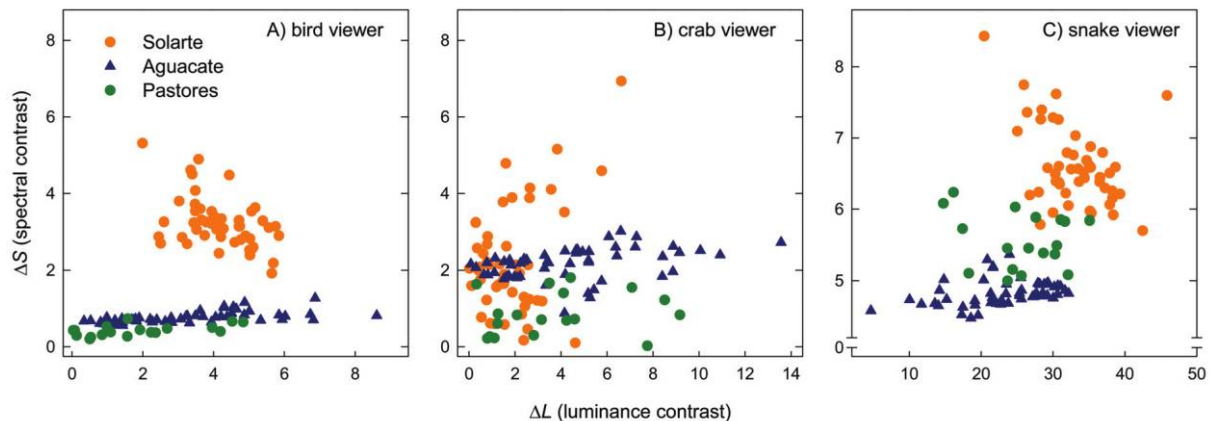 A) bird viewer
B) crab viewer
C) snake viewer
Solarte
Aguacate
Pastores
ΔS (spectral contrast)
8
6
4
2
0
8
6
4
2
0
8
7
6
5
0
0 2 4 6 8
0 2 4 6 8 10 12 14
10 20 30 40 50
ΔL (luminance contrast)